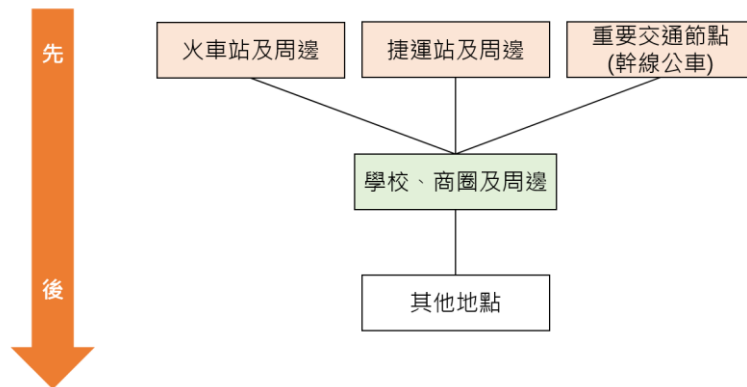 先
火車站及周邊
捷運站及周邊
重要交通節點
(幹線公車)
學校、商圈及周邊
後
其他地點